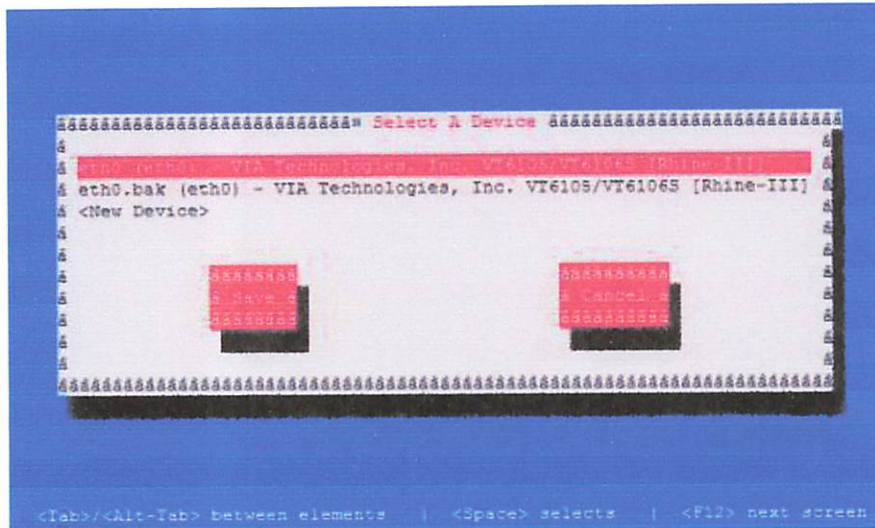 Select A Device
eth0 (eth0) - VIA Technologies, Inc. VT6105/VT6106S [Rhine-III]
eth0.bak (eth0) - VIA Technologies, Inc. VT6105/VT6106S [Rhine-III]
<New Device>
Save
Cancel
<Tab>/<Alt-Tab> between elements | <Space> selects | <F12> next screen